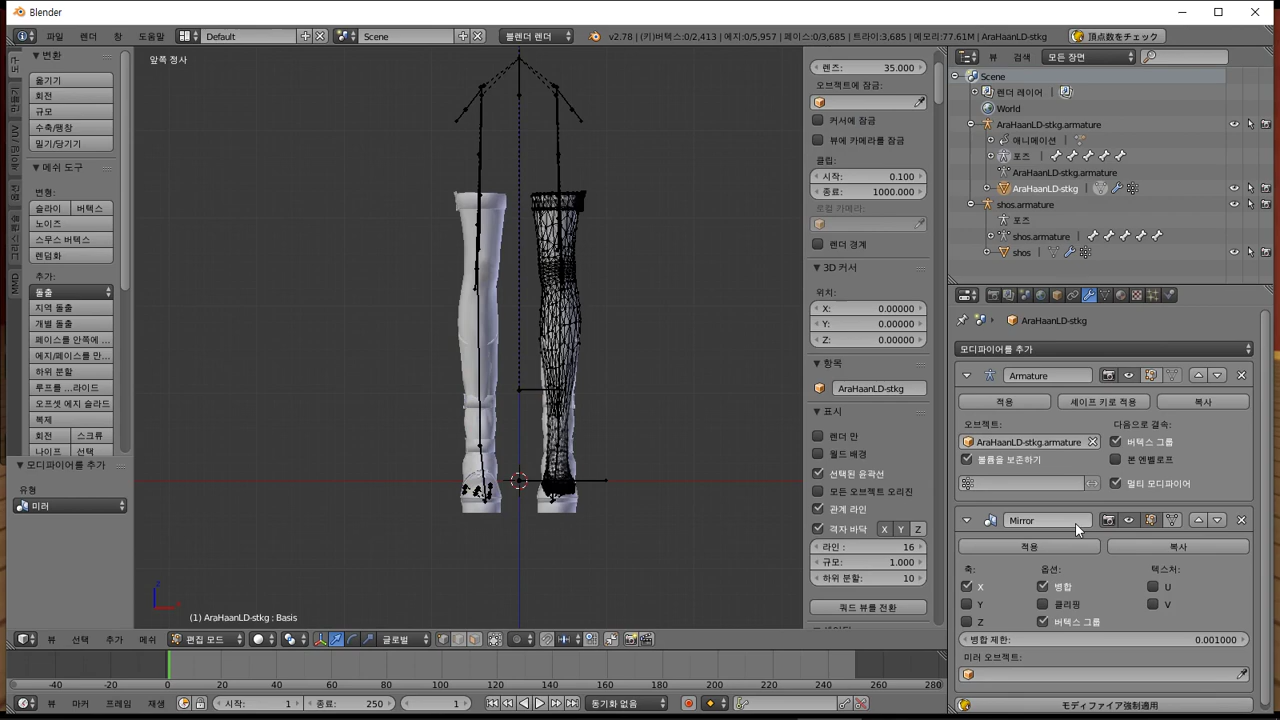 Blender
파일 렌더 창 도움말 Default Scene 블렌더 렌더 v2.78 | (키)버텍스:0/2,413 | 에지:0/5,957 | 페이스:0/3,685 | 트라이:3,685 | 메모리:77.61M | AraHaanLD-stkg 頂点数をチェック
변환
옮기기
회전
규모
수축/팽창
밀기/당기기
메쉬 도구
변형:
슬라이 버텍스
노이즈
스무스 버텍스
랜덤화
추가:
돌출
지역 돌출
개별 돌출
페이스를 안쪽에 ...
에지/페이스를 만...
하위 분할
루프를 ...라이드
오프셋 에지 슬라드
복제
회전 스크류
나이프 선택
MMD
모디파이어를 추가
유형
미러
앞쪽 정사
(1) AraHaanLD-stkg : Basis
렌즈: 35.000
오브젝트에 잠금:
커서에 잠금
뷰에 카메라를 잠금
클립:
시작: 0.100
종료: 1000.000
로컬 카메라:
렌더 경계
3D 커서
위치:
X: 0.00000
Y: 0.00000
Z: 0.00000
항목
AraHaanLD-stkg
표시
렌더 만
월드 배경
선택된 윤곽선
모든 오브젝트 오리진
관계 라인
격자 바닥 X Y Z
라인 : 16
규모: 1.000
하위 분할: 10
쿼드 뷰를 전환
뷰 검색 모든 장면
Scene
렌더 레이어 |
World
AraHaanLD-stkg.armature
애니메이션
포즈
AraHaanLD-stkg.armature
AraHaanLD-stkg
shos.armature
포즈
shos.armature
shos
AraHaanLD-stkg
모디파이어를 추가
Armature
적용 셰이프 키로 적용 복사
오브젝트: 다음으로 결속:
AraHaanLD-stkg.armature 버텍스 그룹
볼륨을 보존하기 본 엔벨로프
멀티 모디파이어
Mirror
적용 복사
축: 옵션: 텍스처:
X 병합 U
Y 클리핑 V
Z 버텍스 그룹
병합 제한: 0.001000
미러 오브젝트:
モディファイア強制適用
뷰 선택 추가 메쉬 편집 모드 글로벌
-40 -20 0 20 40 60 80 100 120 140 160 180 200 220 240 260 280
뷰 마커 프레임 재생 시작: 1 종료: 250 1 동기화 없음